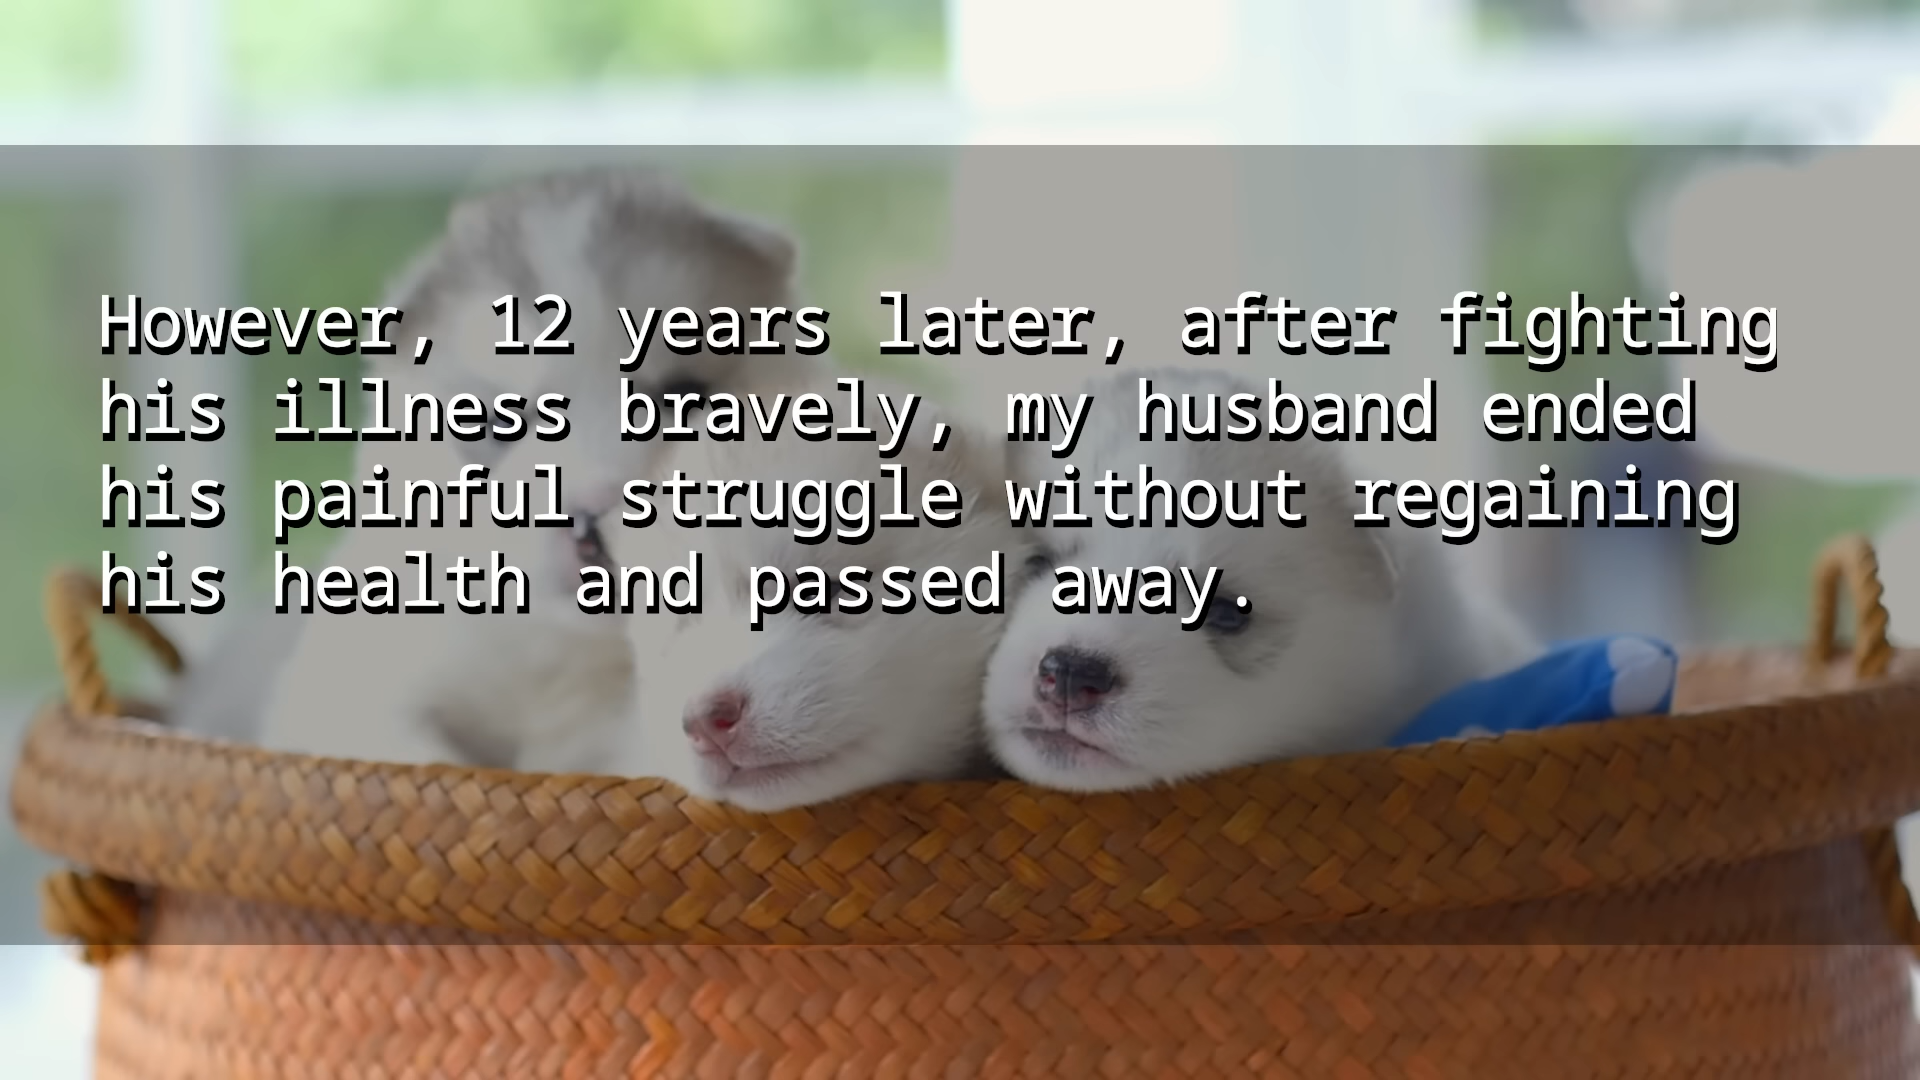 However, 12 years later, after fighting
his illness bravely, my husband ended
his painful struggle without regaining
his health and passed away.